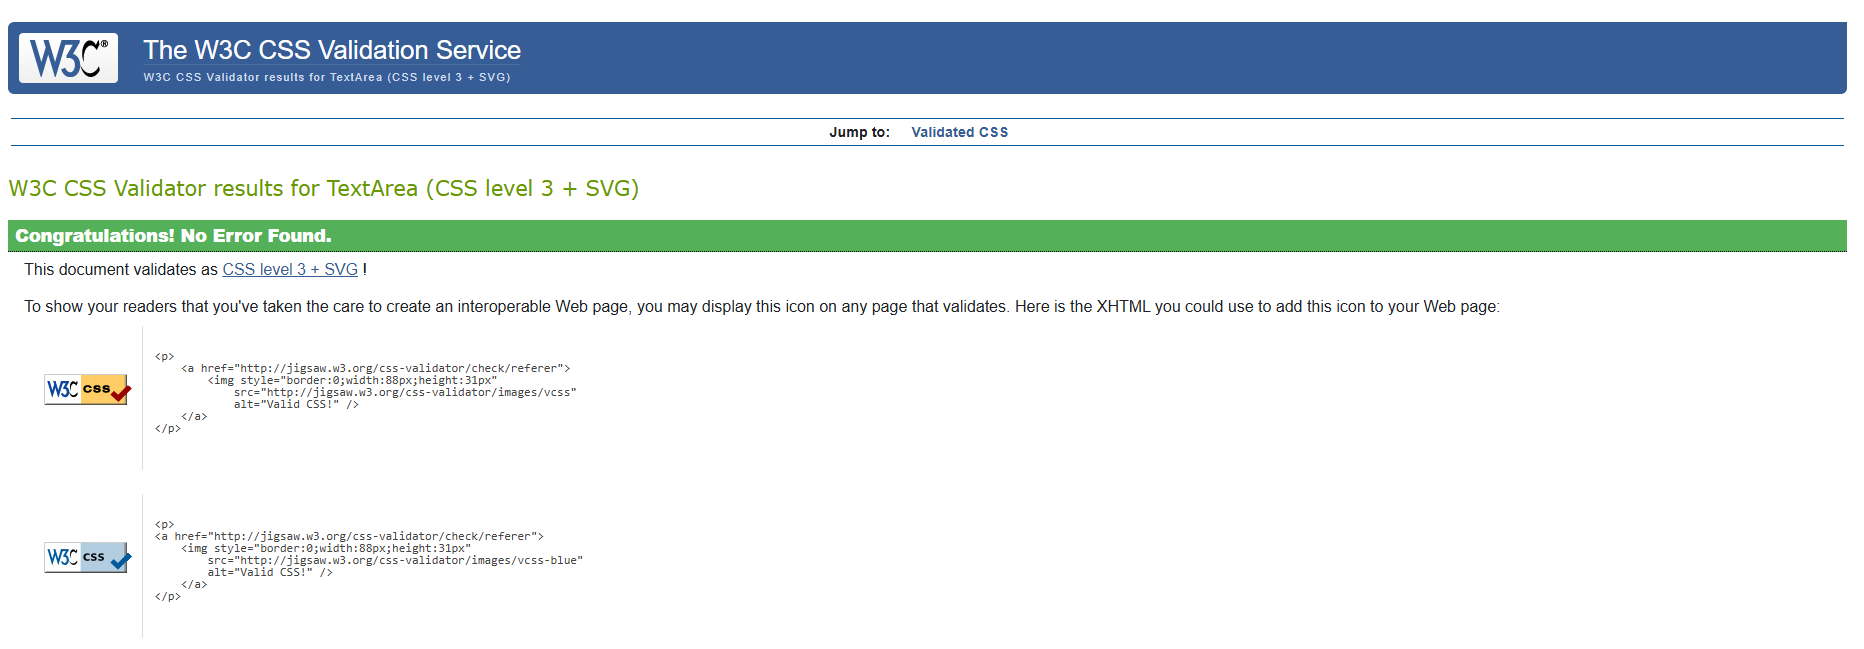 W3C®
The W3C CSS Validation Service
W3C CSS Validator results for TextArea (CSS level 3 + SVG)
Jump to: Validated CSS
W3C CSS Validator results for TextArea (CSS level 3 + SVG)
Congratulations! No Error Found.
This document validates as CSS level 3 + SVG !
To show your readers that you've taken the care to create an interoperable Web page, you may display this icon on any page that validates. Here is the XHTML you could use to add this icon to your Web page:
W3C css
<p>
    <a href="http://jigsaw.w3.org/css-validator/check/referer">
        <img style="border:0;width:88px;height:31px"
            src="http://jigsaw.w3.org/css-validator/images/vcss"
            alt="Valid CSS!" />
    </a>
</p>
W3C css
<p>
<a href="http://jigsaw.w3.org/css-validator/check/referer">
    <img style="border:0;width:88px;height:31px"
        src="http://jigsaw.w3.org/css-validator/images/vcss-blue"
        alt="Valid CSS!" />
    </a>
</p>